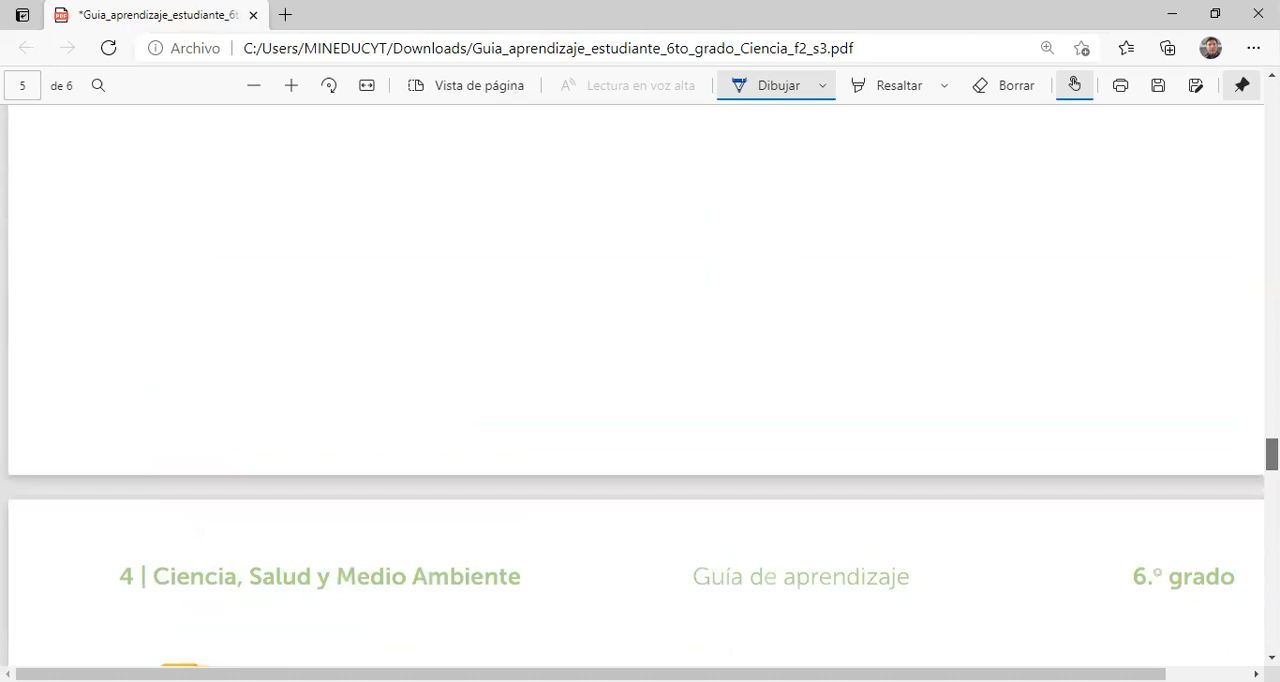 *Guia_aprendizaje_estudiante_6t
Archivo
C:/Users/MINEDUCYT/Downloads/Guia_aprendizaje_estudiante_6to_grado_Ciencia_f2_s3.pdf
5 de 6 Vista de página Lectura en voz alta Dibujar Resaltar Borrar
4 | Ciencia, Salud y Medio Ambiente Guía de aprendizaje 6.º grado